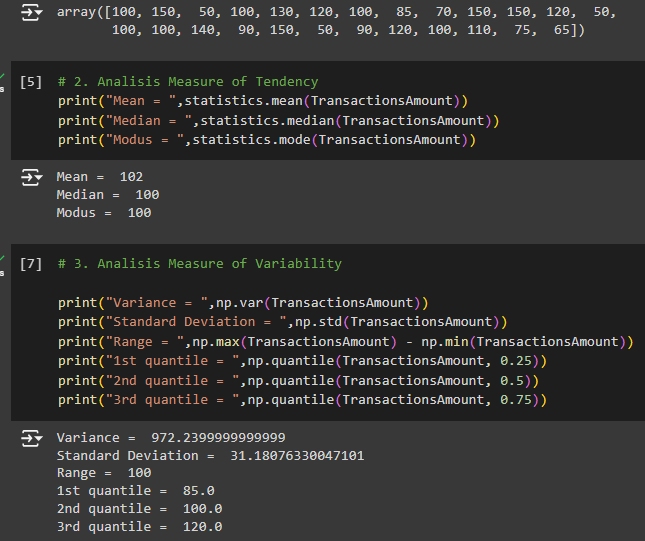 array([100, 150,  50, 100, 130, 120, 100,  85,  70, 150, 150, 120,  50,
100, 100, 140,  90, 150,  50,  90, 120, 100, 110,  75,  65])
[5] # 2. Analisis Measure of Tendency
print("Mean = ",statistics.mean(TransactionsAmount))
print("Median = ",statistics.median(TransactionsAmount))
print("Modus = ",statistics.mode(TransactionsAmount))
Mean =  102
Median =  100
Modus =  100
[7] # 3. Analisis Measure of Variability
print("Variance = ",np.var(TransactionsAmount))
print("Standard Deviation = ",np.std(TransactionsAmount))
print("Range = ",np.max(TransactionsAmount) - np.min(TransactionsAmount))
print("1st quantile = ",np.quantile(TransactionsAmount, 0.25))
print("2nd quantile = ",np.quantile(TransactionsAmount, 0.5))
print("3rd quantile = ",np.quantile(TransactionsAmount, 0.75))
Variance =  972.2399999999999
Standard Deviation =  31.18076330047101
Range =  100
1st quantile =  85.0
2nd quantile =  100.0
3rd quantile =  120.0